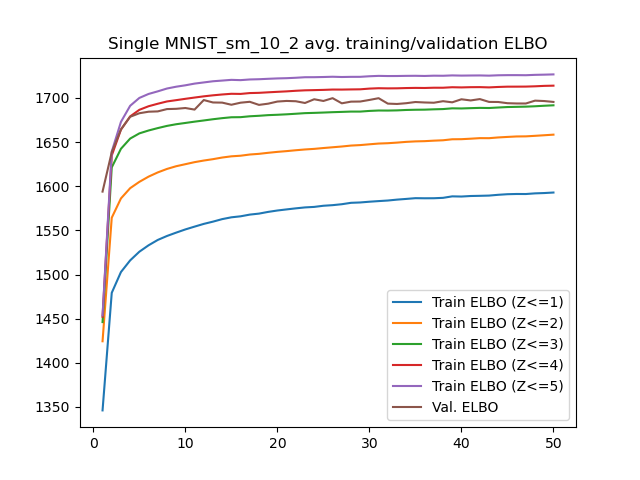 Single MNIST_sm_10_2 avg. training/validation ELBO
1700
1650
1600
1550
1500
1450
1400
1350
0
10
20
30
40
50
Train ELBO (Z<=1)
Train ELBO (Z<=2)
Train ELBO (Z<=3)
Train ELBO (Z<=4)
Train ELBO (Z<=5)
Val. ELBO